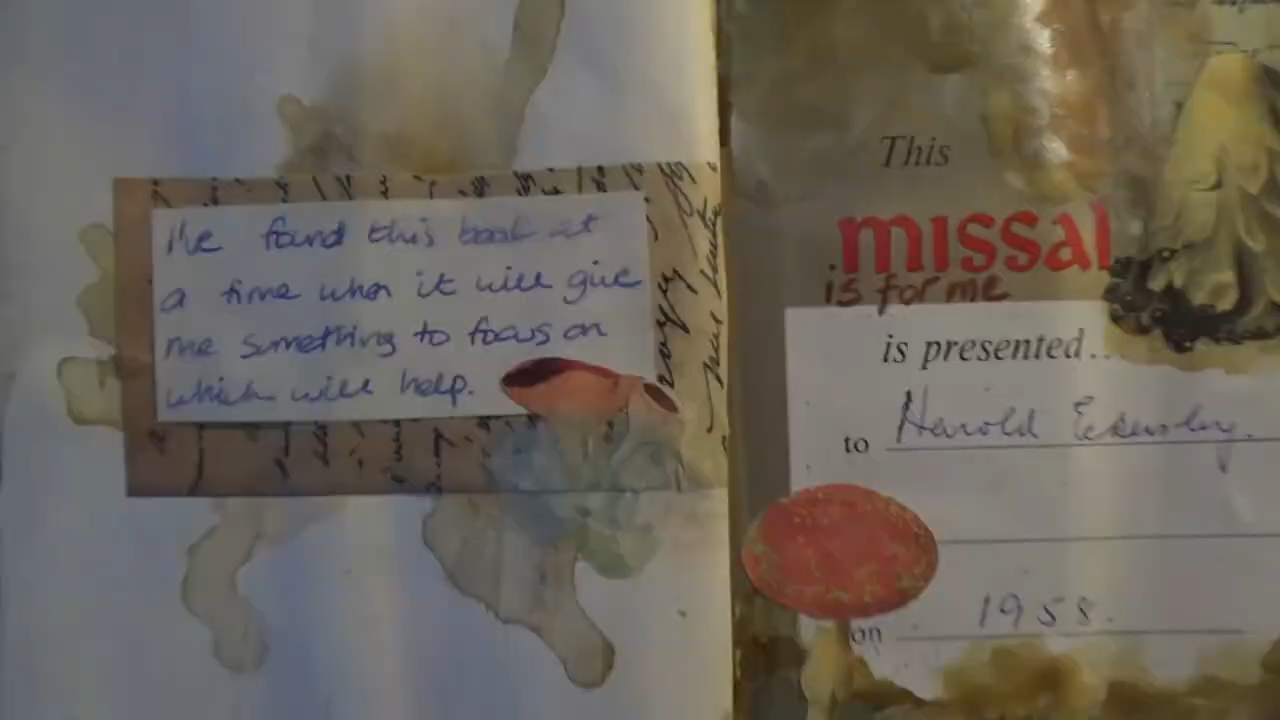 I've found this book at
a time when it will give
me something to focus on
which will help.
This
missal
is for me
is presented...
to Harold Eckersley.
on 1958.